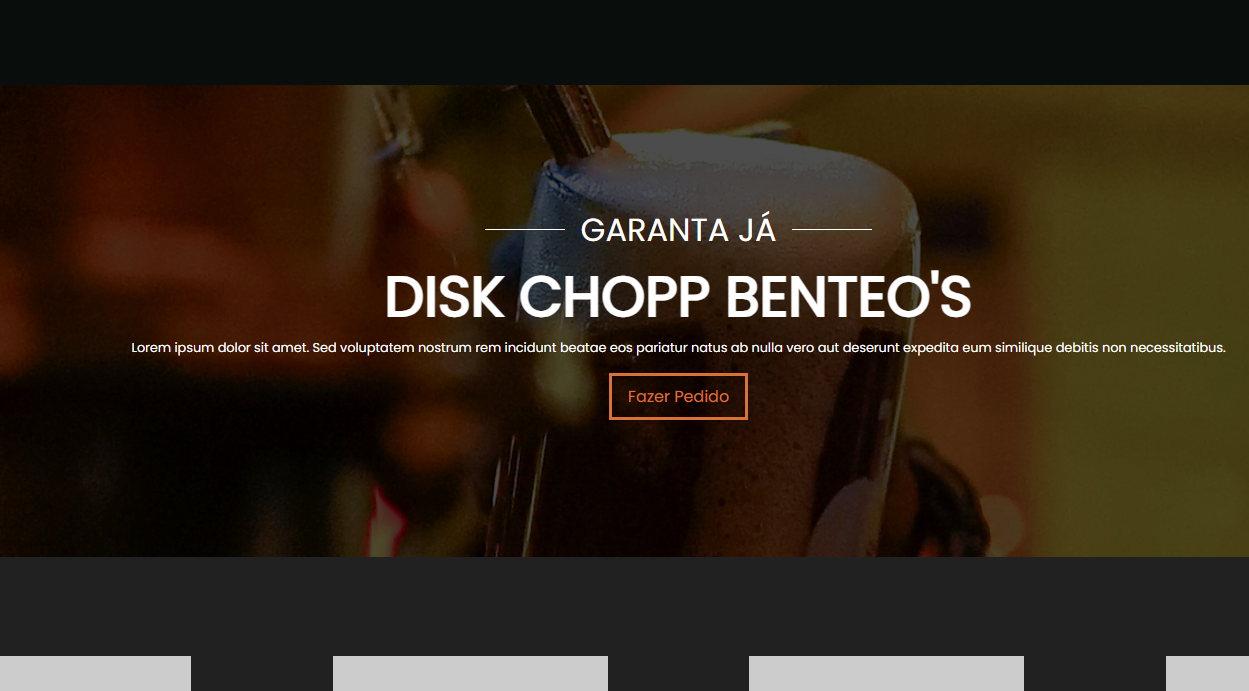 GARANTA JÁ
DISK CHOPP BENTEO'S
Lorem ipsum dolor sit amet. Sed voluptatem nostrum rem incidunt beatae eos pariatur natus ab nulla vero aut deserunt expedita eum similique debitis non necessitatibus.
Fazer Pedido